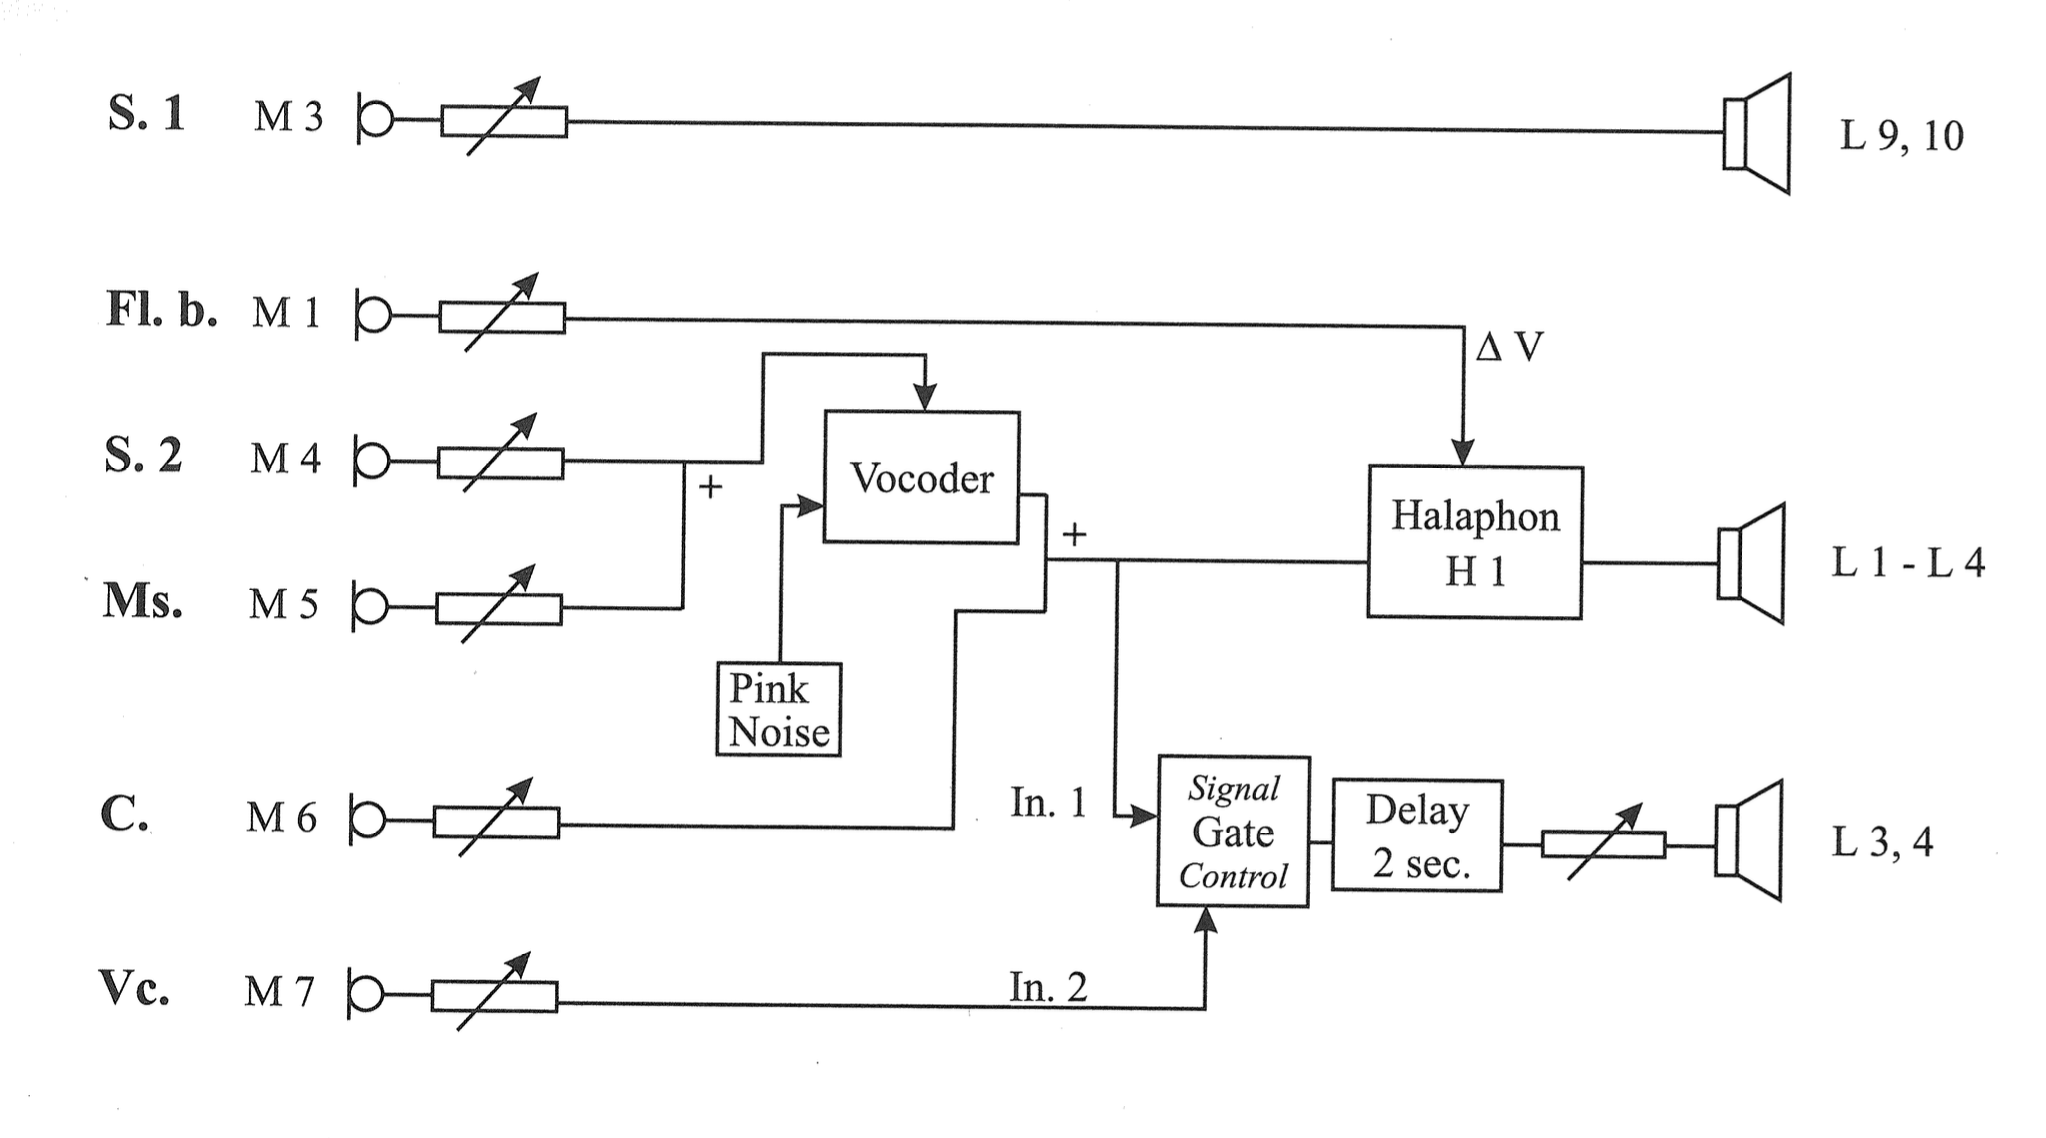 S. 1 M 3
L 9, 10
Fl. b. M 1
Δ V
S. 2 M 4
+
Vocoder
+
Halaphon
H 1
L 1 - L 4
Ms. M 5
Pink
Noise
C. M 6
In. 1
Signal
Gate
Control
Delay
2 sec.
L 3, 4
Vc. M 7
In. 2